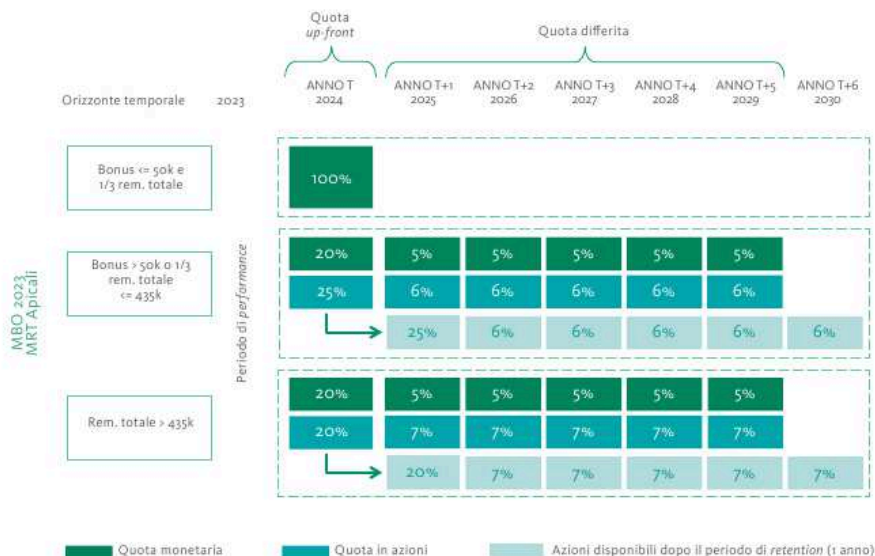 Quota
up-front
Quota differita
Orizzonte temporale 2023
ANNO T
2024
ANNO T+1
2025
ANNO T+2
2026
ANNO T+3
2027
ANNO T+4
2028
ANNO T+5
2029
ANNO T+6
2030
MBO 2023
MRT Apicali
Periodo di performance
Bonus <= 50k e
1/3 rem. totale
100%
Bonus > 50k o 1/3
rem. totale
<= 435k
20% 5% 5% 5% 5% 5%
25% 6% 6% 6% 6% 6%
25% 6% 6% 6% 6% 6%
Rem. totale > 435k
20% 5% 5% 5% 5% 5%
20% 7% 7% 7% 7% 7%
20% 7% 7% 7% 7% 7%
Quota monetaria Quota in azioni Azioni disponibili dopo il periodo di retention (1 anno)